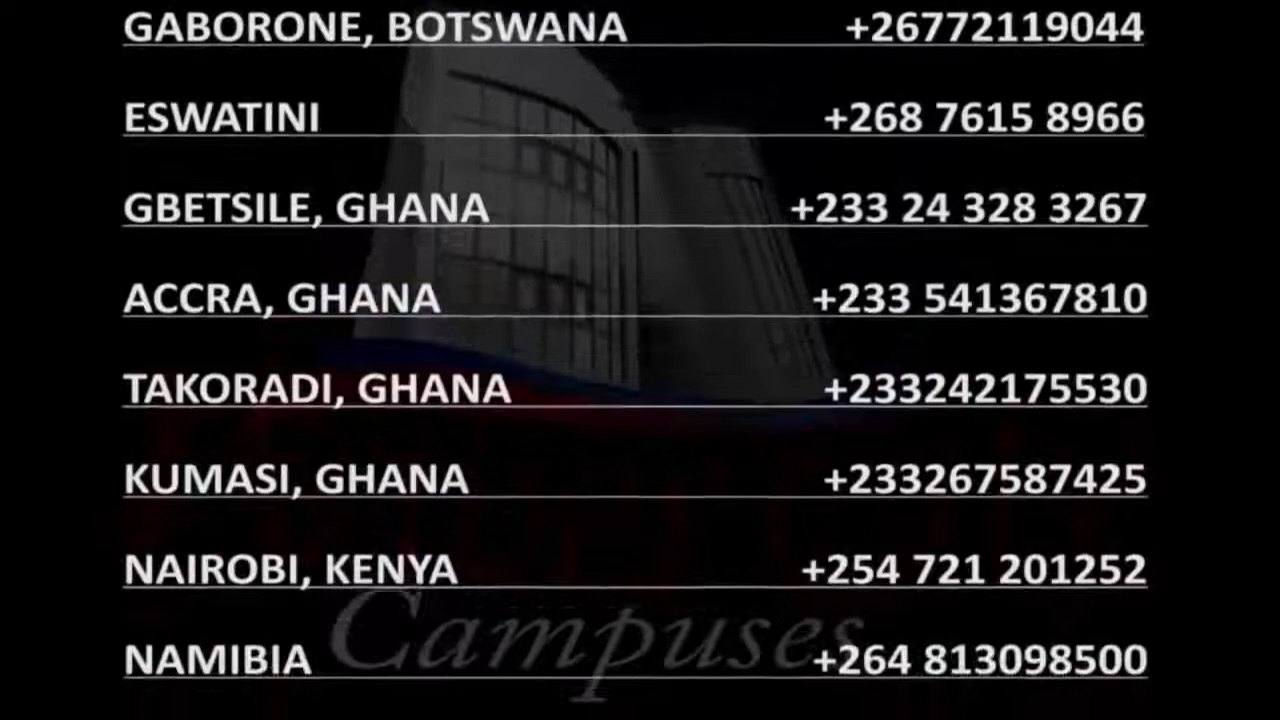 GABORONE, BOTSWANA +26772119044
ESWATINI +268 7615 8966
GBETSILE, GHANA +233 24 328 3267
ACCRA, GHANA +233 541367810
TAKORADI, GHANA +233242175530
KUMASI, GHANA +233267587425
NAIROBI, KENYA +254 721 201252
Campuses
NAMIBIA +264 813098500